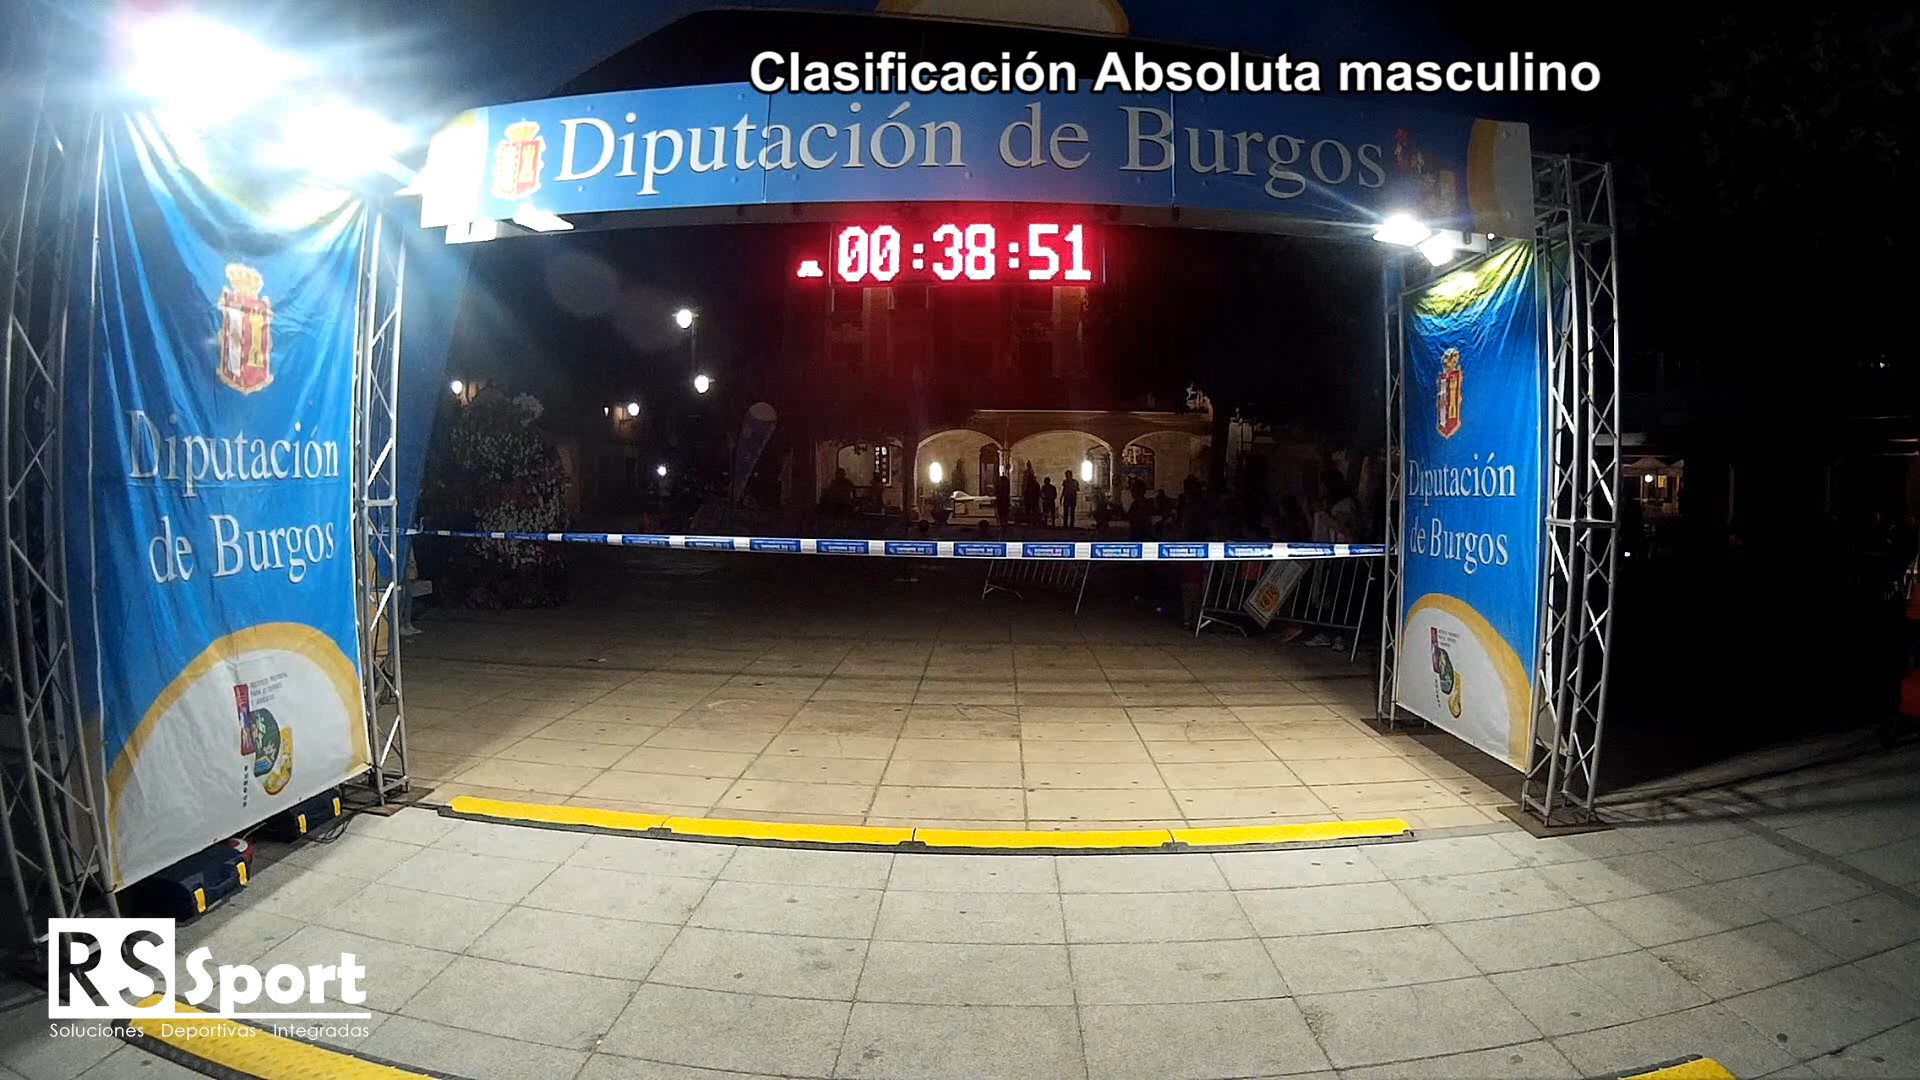 Clasificación Absoluta masculino
Diputación de Burgos
00:38:51
Diputación
de Burgos
Diputación
de Burgos
BURGOS
RS Sport
Soluciones Deportivas Integradas